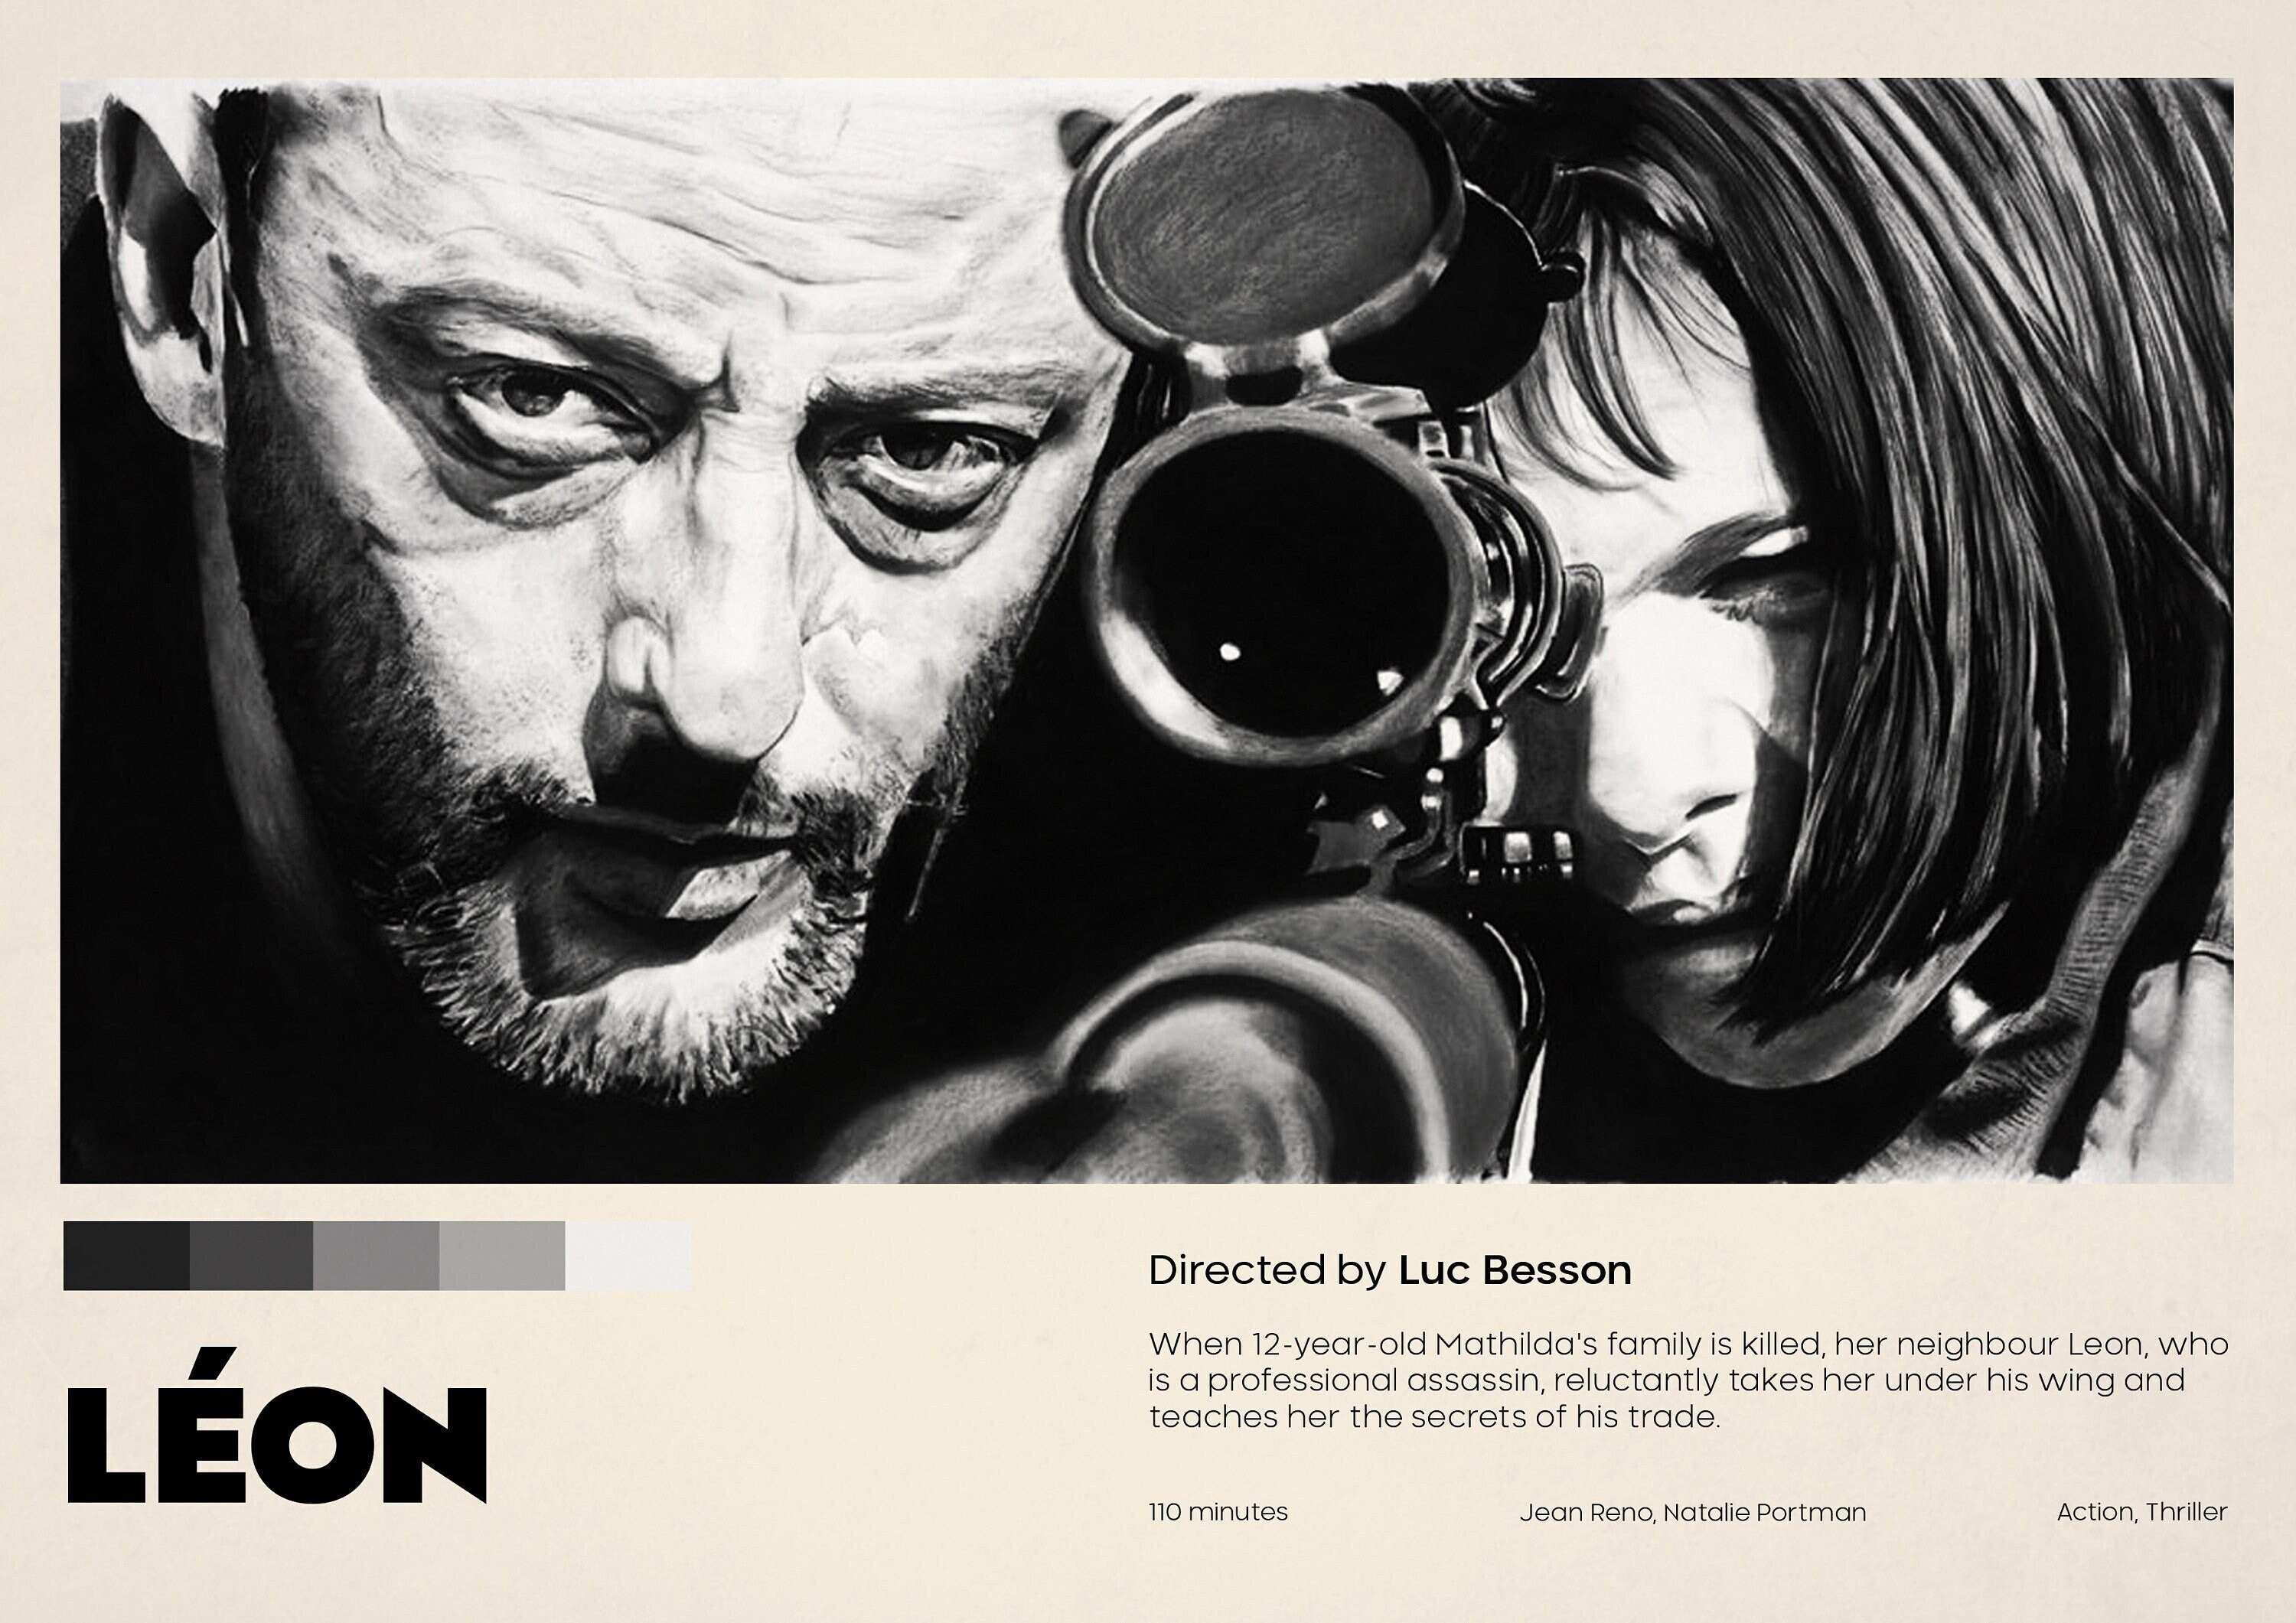 LÉON
Directed by Luc Besson
When 12-year-old Mathilda's family is killed, her neighbour Leon, who
is a professional assassin, reluctantly takes her under his wing and
teaches her the secrets of his trade.
110 minutes
Jean Reno, Natalie Portman
Action, Thriller